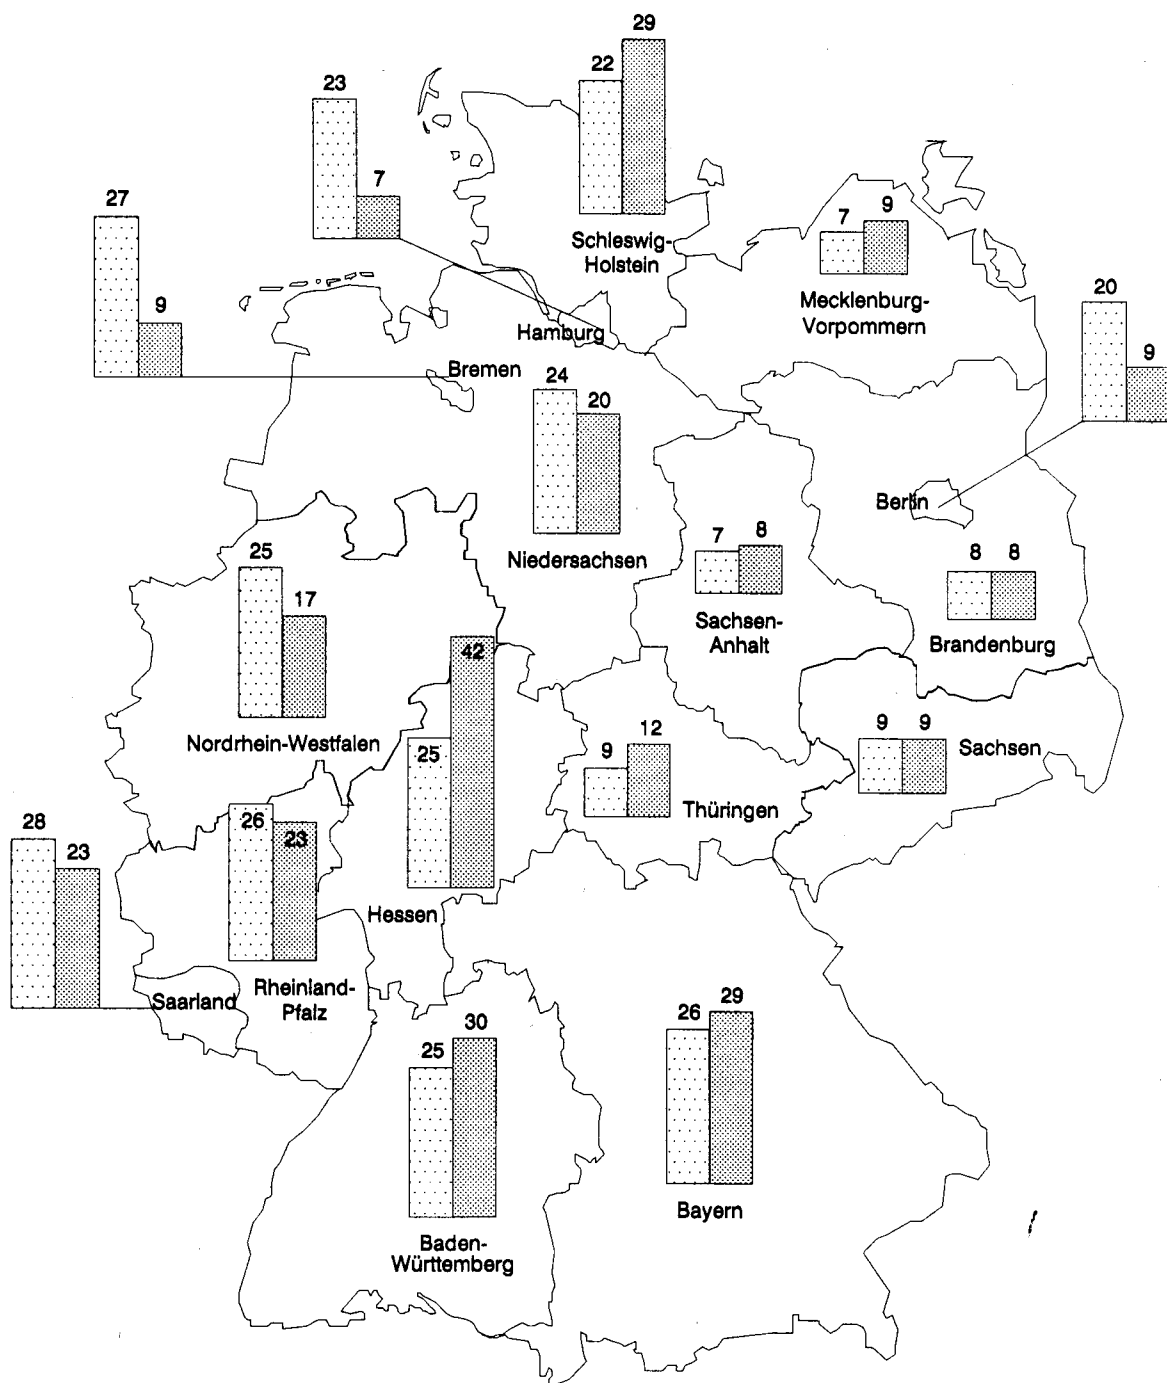 29
22
23
7
27
9
Schleswig-
Holstein
7
9
Mecklenburg-
Vorpommern
20
9
Hamburg
Bremen
24
20
Niedersachsen
Berlin
7
8
Sachsen-
Anhalt
8
8
Brandenburg
25
17
Nordrhein-Westfalen
42
25
Hessen
9
12
Thüringen
9
9
Sachsen
28
23
Saarland
26
23
Rheinland-
Pfalz
30
25
Baden-
Württemberg
26
29
Bayern